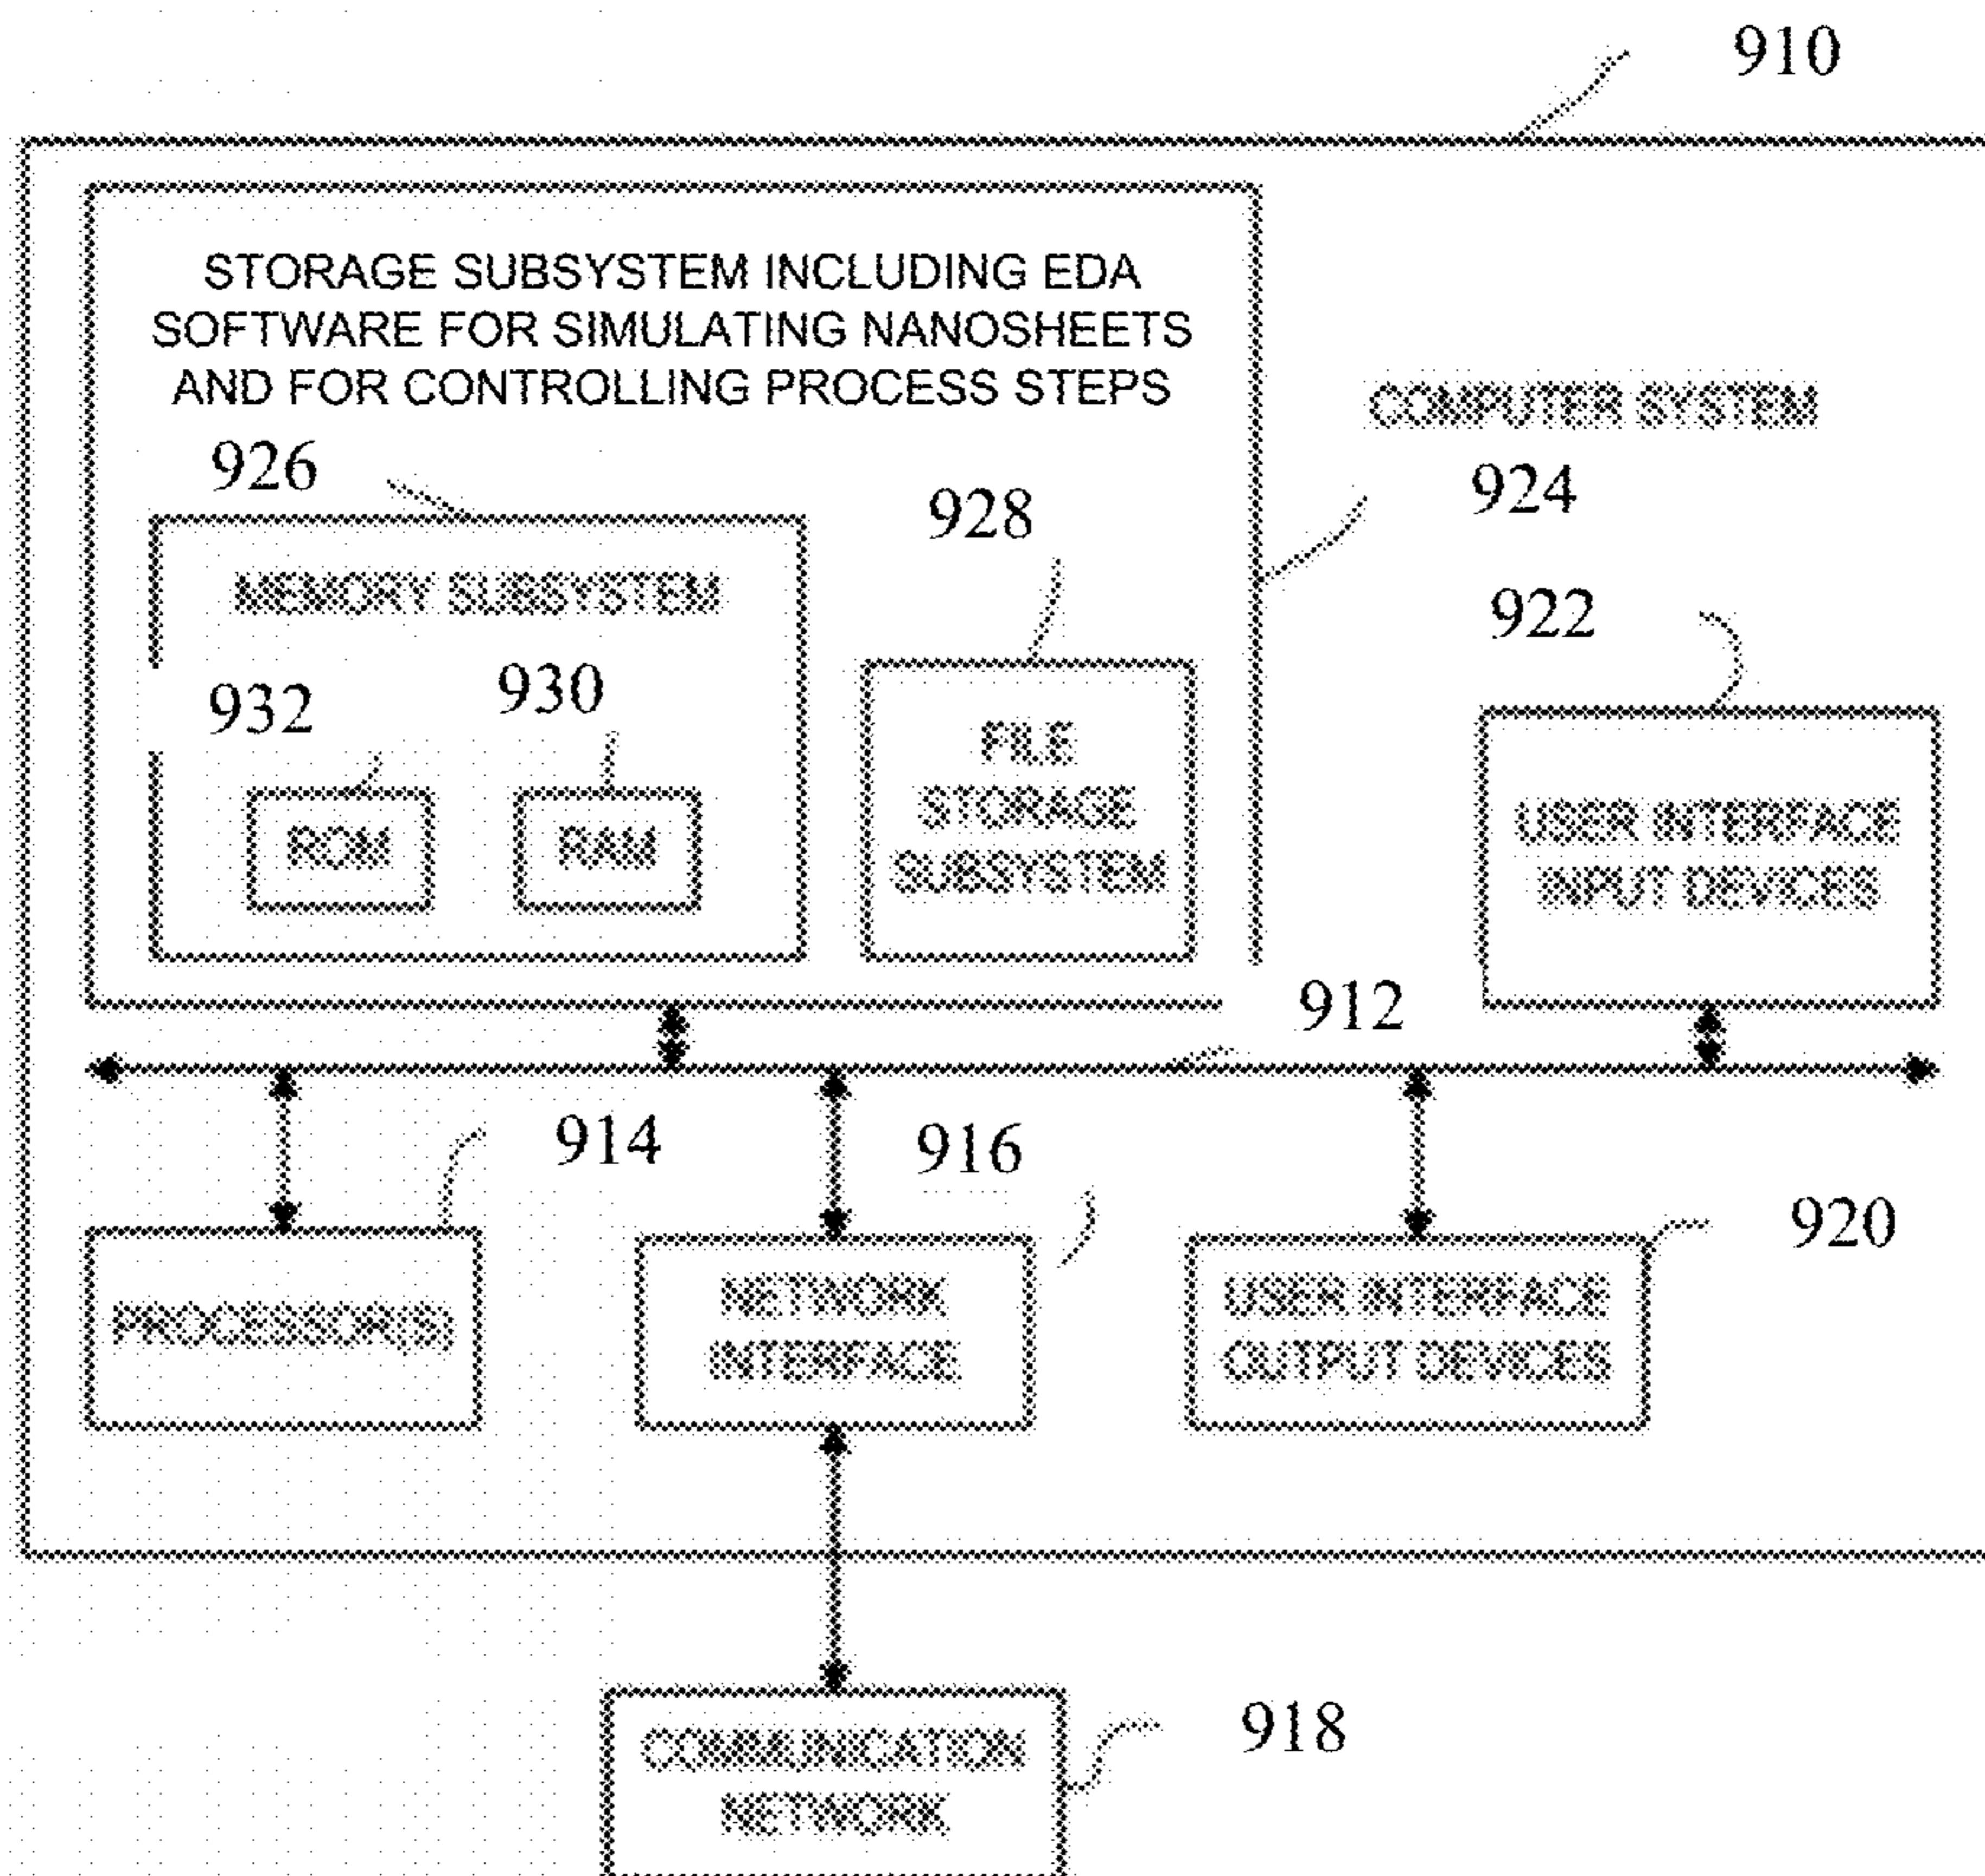 910
STORAGE SUBSYSTEM INCLUDING EDA
SOFTWARE FOR SIMULATING NANOSHEETS
AND FOR CONTROLLING PROCESS STEPS
COMPUTER SYSTEM
926
928
924
MEMORY SUBSYSTEM
922
932
930
FILE
STORAGE
SUBSYSTEM
ROM
RAM
USER INTERFACE
INPUT DEVICES
912
914
916
920
PROCESSOR(S)
NETWORK
INTERFACE
USER INTERFACE
OUTPUT DEVICES
918
COMMUNICATION
NETWORK